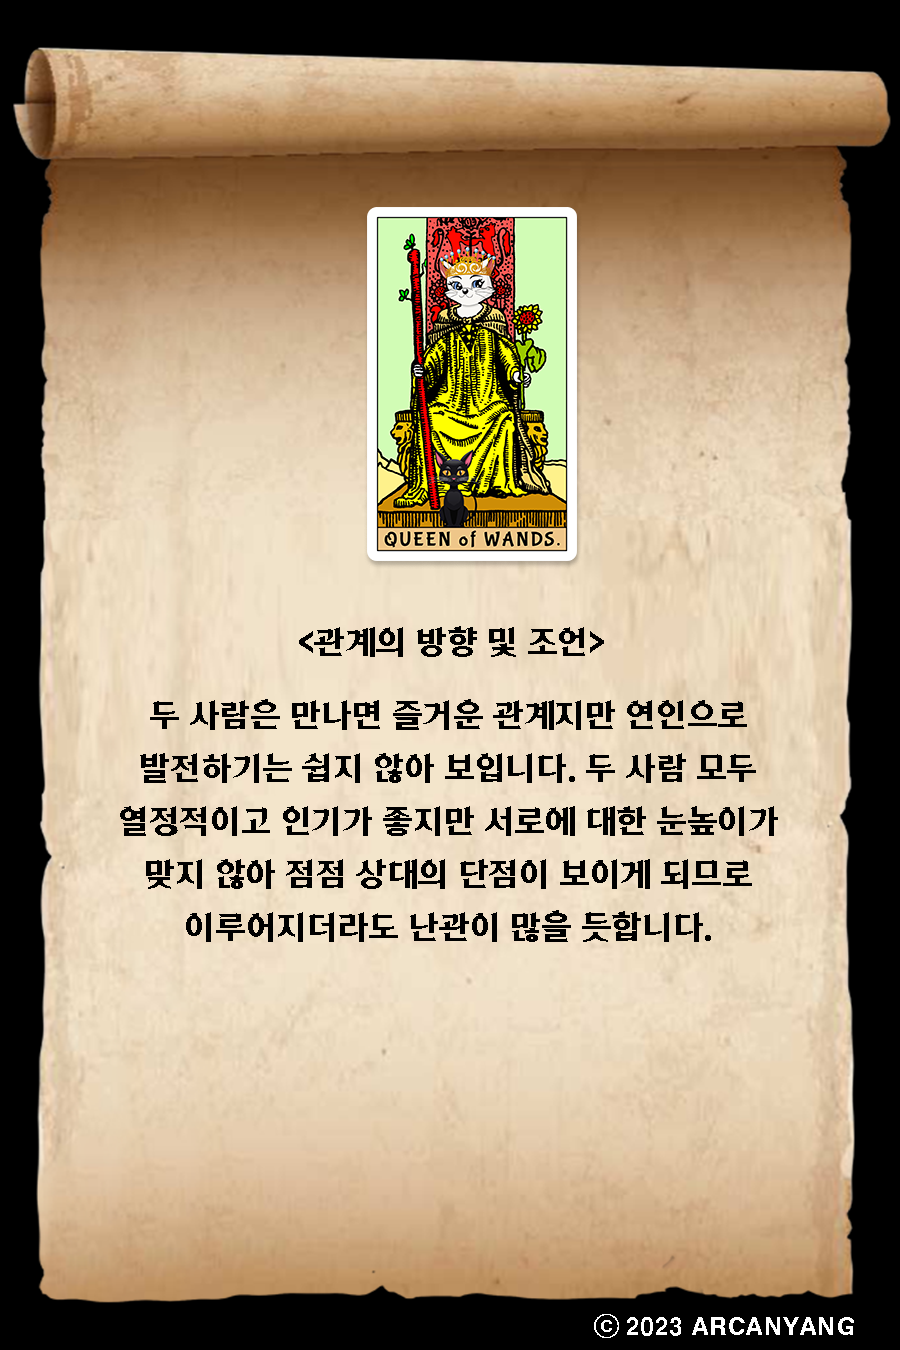 QUEEN of WANDS.
<관계의 방향 및 조언>
두 사람은 만나면 즐거운 관계지만 연인으로
발전하기는 쉽지 않아 보입니다. 두 사람 모두
열정적이고 인기가 좋지만 서로에 대한 눈높이가
맞지 않아 점점 상대의 단점이 보이게 되므로
이루어지더라도 난관이 많을 듯합니다.
ⓒ 2023 ARCANYANG